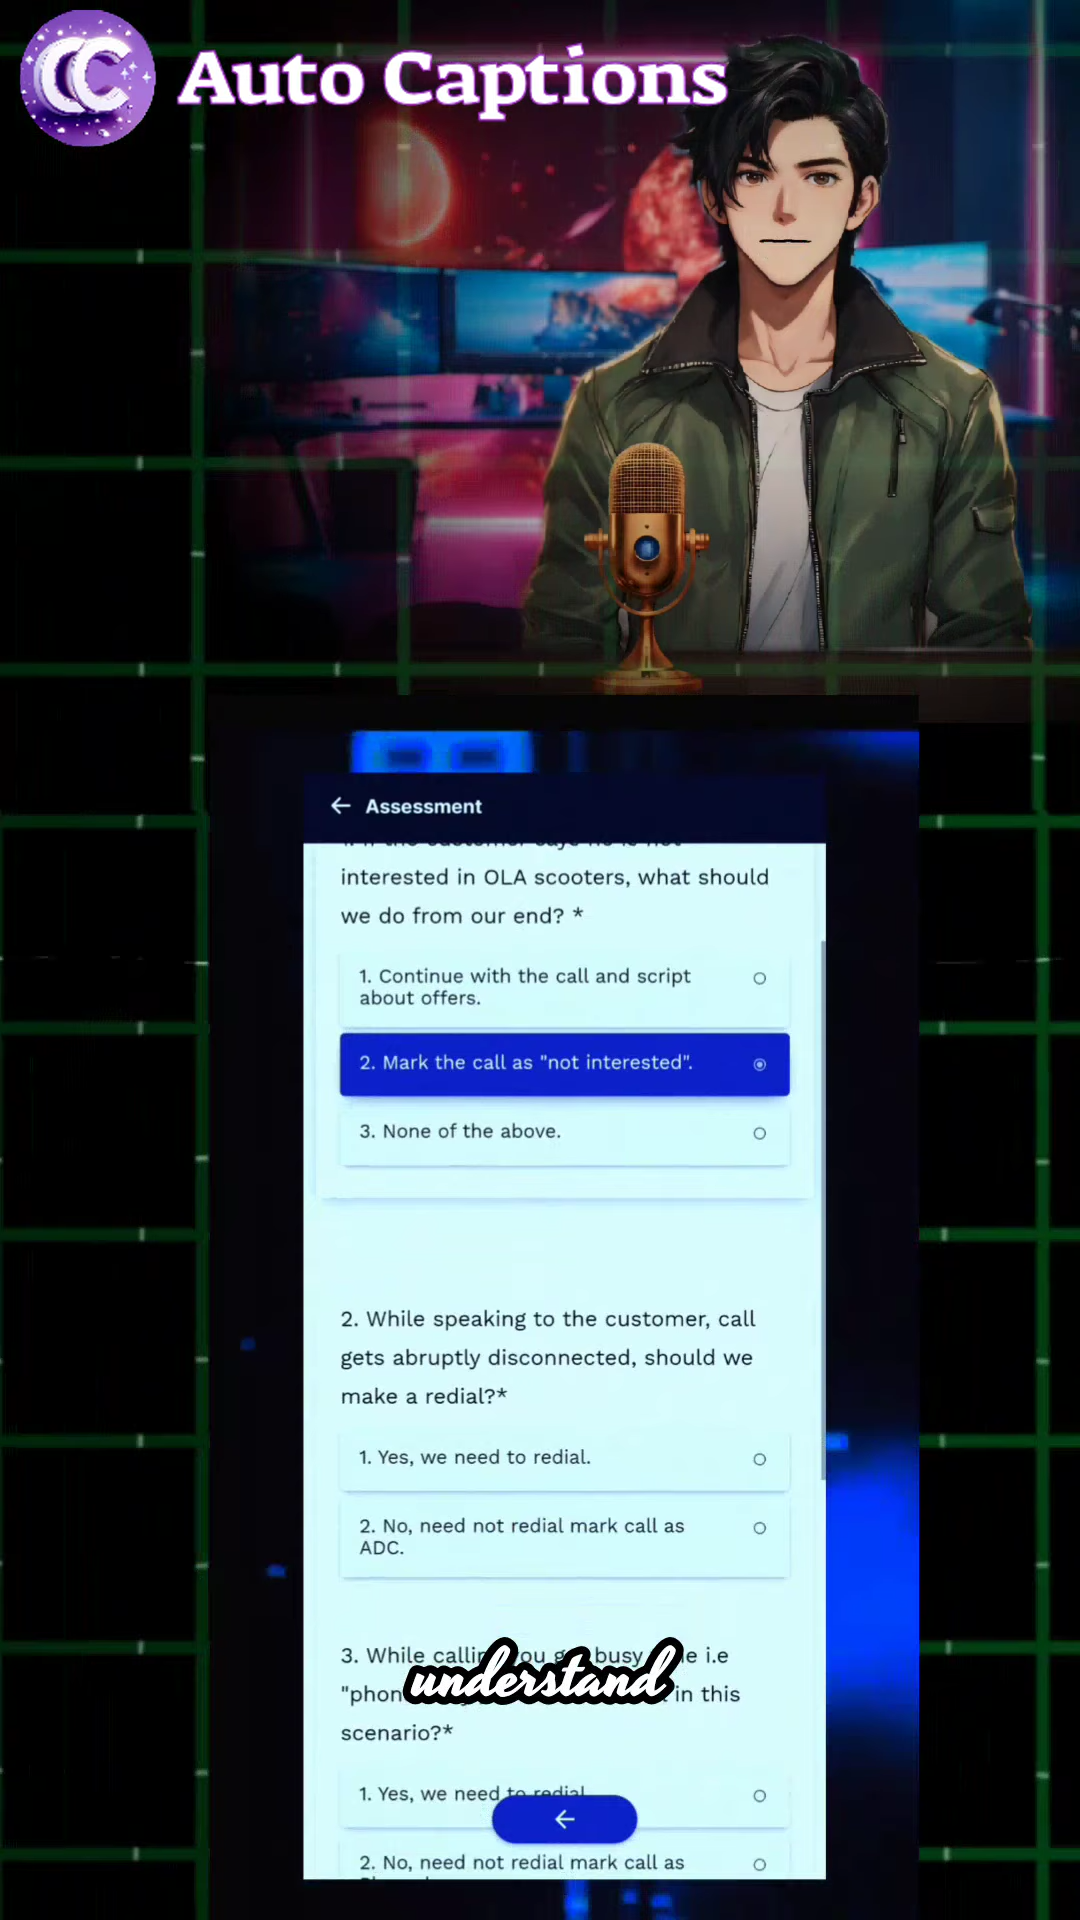 CC
Auto Captions
Assessment
interested in OLA scooters, what should
we do from our end? *
1. Continue with the call and script
about offers.
2. Mark the call as "not interested".
3. None of the above.
2. While speaking to the customer, call
gets abruptly disconnected, should we
make a redial?*
1. Yes, we need to redial.
2. No, need not redial mark call as
ADC.
3. While busy i.e
understand
in this
scenario?*
1. Yes, we need to redial
2. No, need not redial mark call as